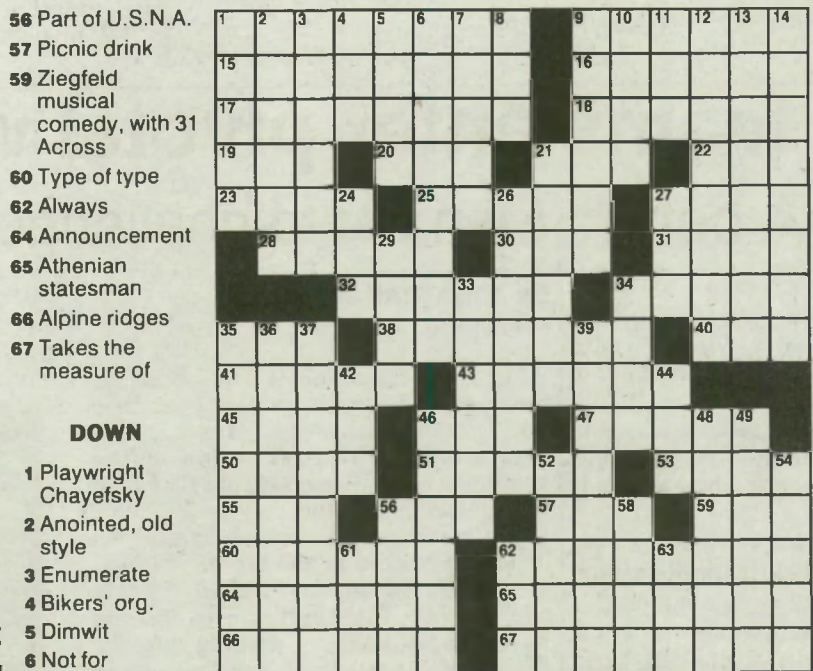 56 Part of U.S.N.A.
57 Picnic drink
59 Ziegfeld
musical
comedy, with 31
Across
60 Type of type
62 Always
64 Announcement
65 Athenian
statesman
66 Alpine ridges
67 Takes the
measure of
DOWN
1 Playwright
Chayefsky
2 Anointed, old
style
3 Enumerate
4 Bikers' org.
5 Dimwit
6 Not for
1 2 3 4 5 6 7 8 9 10 11 12 13 14
15 16
17 18
19 20 21 22
23 24 25 26 27
28 29 30 31
32 33 34
35 36 37 38 39 40
41 42 43 44
45 46 47 48 49
50 51 52 53 54
55 56 57 58 59
60 61 62 63
64 65
66 67